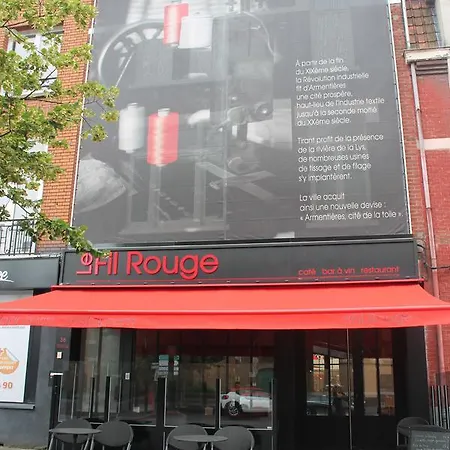 À partir de la fin
du XIXème siècle,
la Révolution industrielle
fit d'Armentières
une cité prospère,
haut-lieu de l'industrie textile
jusqu'à la seconde moitié
du XXème siècle.
Tirant profit de la présence
de la rivière de la Lys,
de nombreuses usines
de tissage et de filage
s'y implantèrent.
La ville acquit
ainsi une nouvelle devise :
« Armentières, cité de la toile ».
le Fil Rouge
café bar à vin restaurant
90